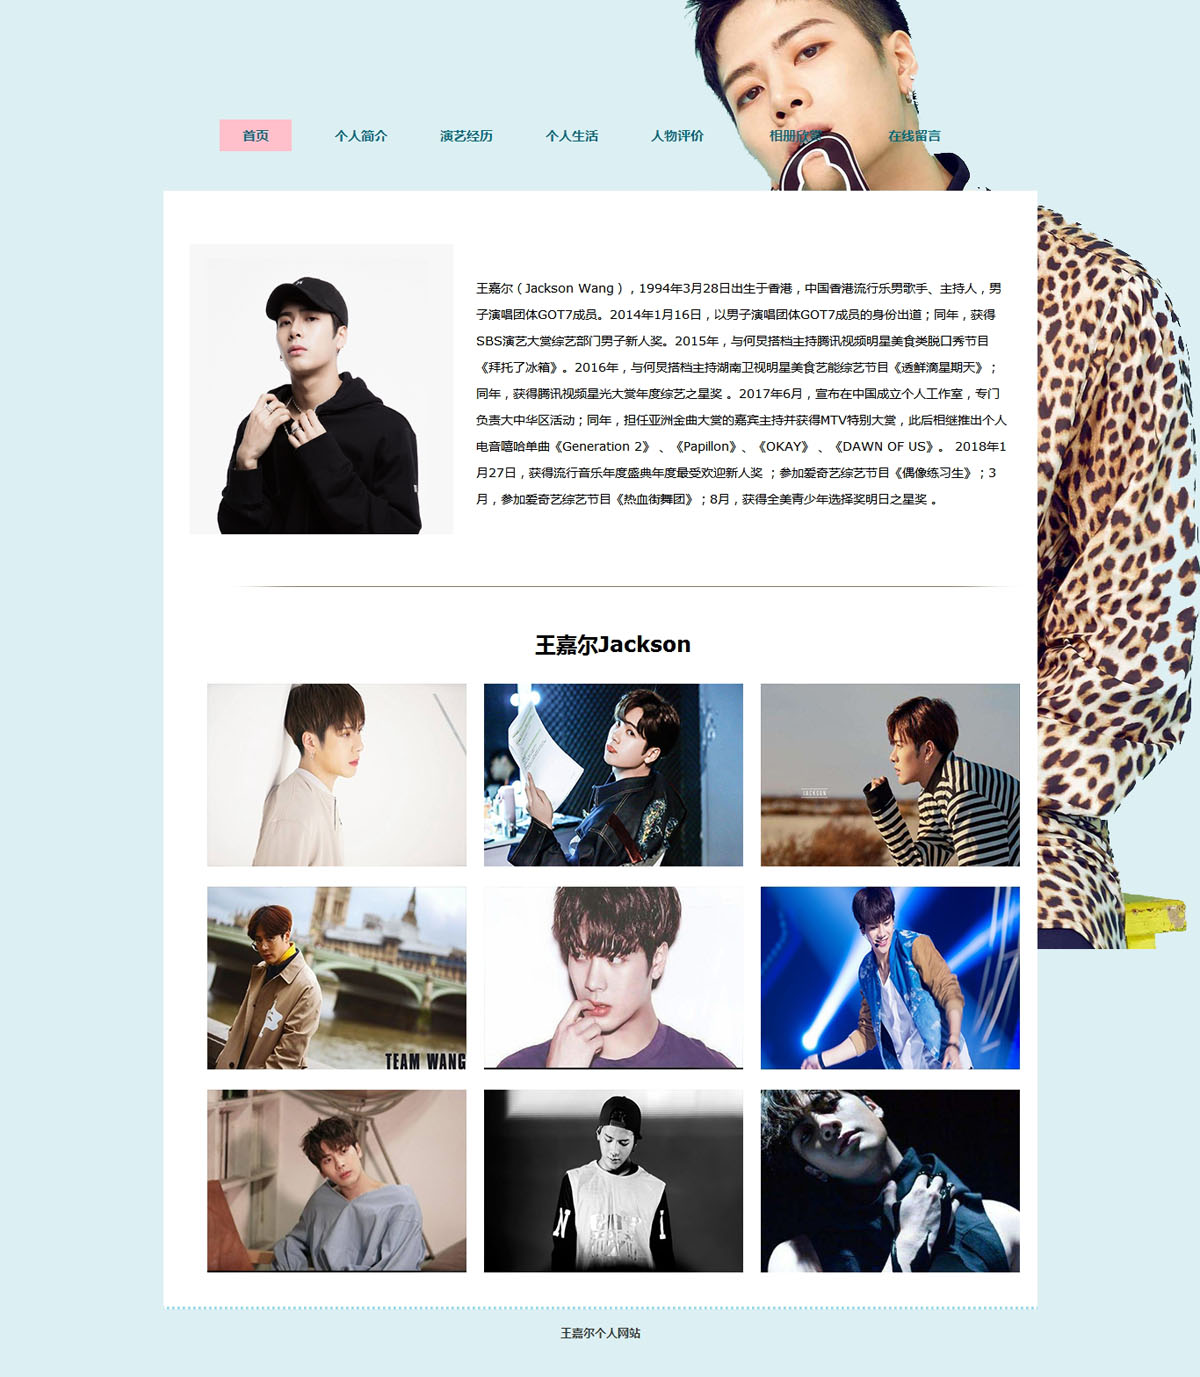 首页 个人简介 演艺经历 个人生活 人物评价 相册欣赏 在线留言
王嘉尔（Jackson Wang），1994年3月28日出生于香港，中国香港流行乐男歌手、主持人，男
子演唱团体GOT7成员。2014年1月16日，以男子演唱团体GOT7成员的身份出道；同年，获得
SBS演艺大赏综艺部门男子新人奖。2015年，与何炅搭档主持腾讯视频明星美食类脱口秀节目
《拜托了冰箱》。2016年，与何炅搭档主持湖南卫视明星美食艺能综艺节目《透鲜滴星期天》；
同年，获得腾讯视频星光大赏年度综艺之星奖 。2017年6月，宣布在中国成立个人工作室，专门
负责大中华区活动；同年，担任亚洲金曲大赏的嘉宾主持并获得MTV特别大赏，此后相继推出个人
电音嘻哈单曲《Generation 2》 、《Papillon》、《OKAY》 、《DAWN OF US》。 2018年1
月27日，获得流行音乐年度盛典年度最受欢迎新人奖 ；参加爱奇艺综艺节目《偶像练习生》；3
月，参加爱奇艺综艺节目《热血街舞团》；8月，获得全美青少年选择奖明日之星奖 。
王嘉尔Jackson
JACKSON
TEAM WANG
王嘉尔个人网站